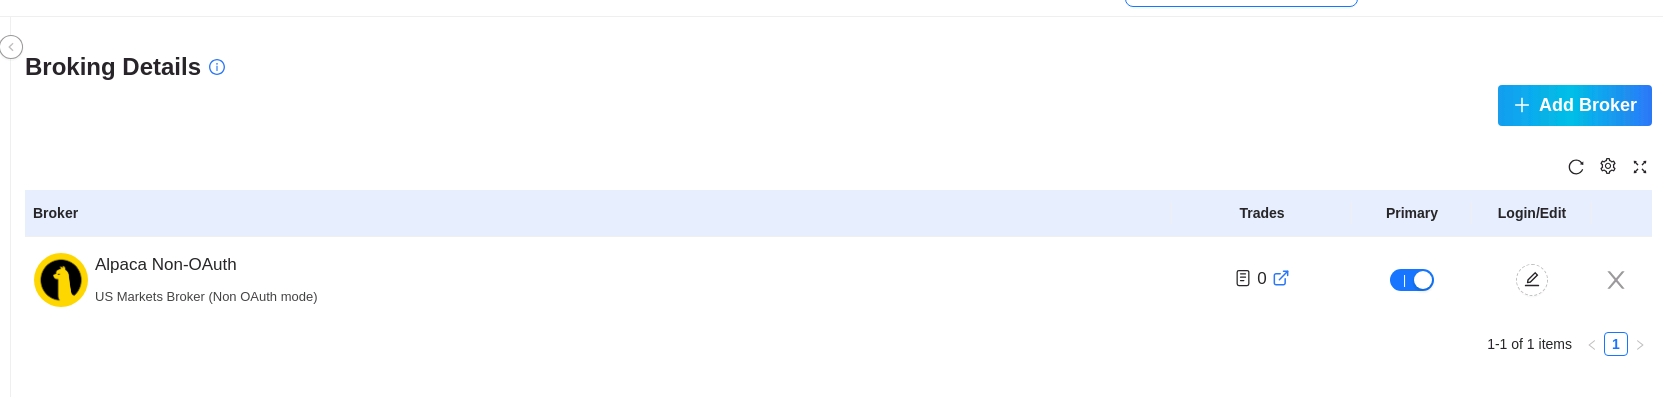 Broking Details
Add Broker
Broker Trades Primary Login/Edit
Alpaca Non-OAuth
US Markets Broker (Non OAuth mode)
0
1-1 of 1 items 1